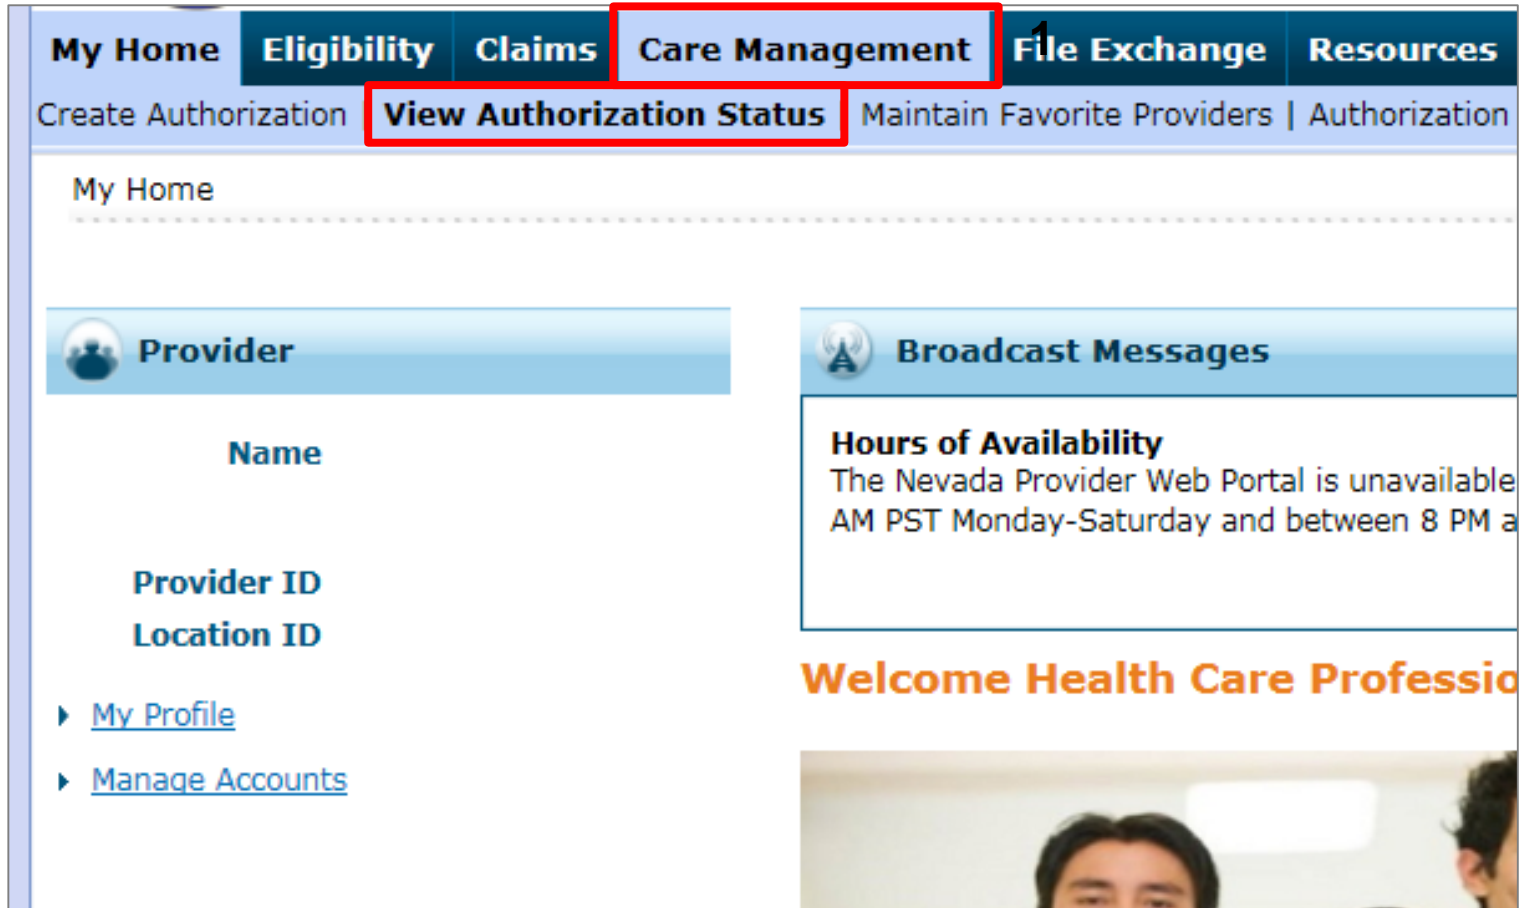 My Home Eligibility Claims Care Management 1 File Exchange Resources
Create Authorization | View Authorization Status Maintain Favorite Providers | Authorization
My Home
Provider
Name
Provider ID
Location ID
My Profile
Manage Accounts
Broadcast Messages
Hours of Availability
The Nevada Provider Web Portal is unavailable
AM PST Monday-Saturday and between 8 PM a
Welcome Health Care Professio